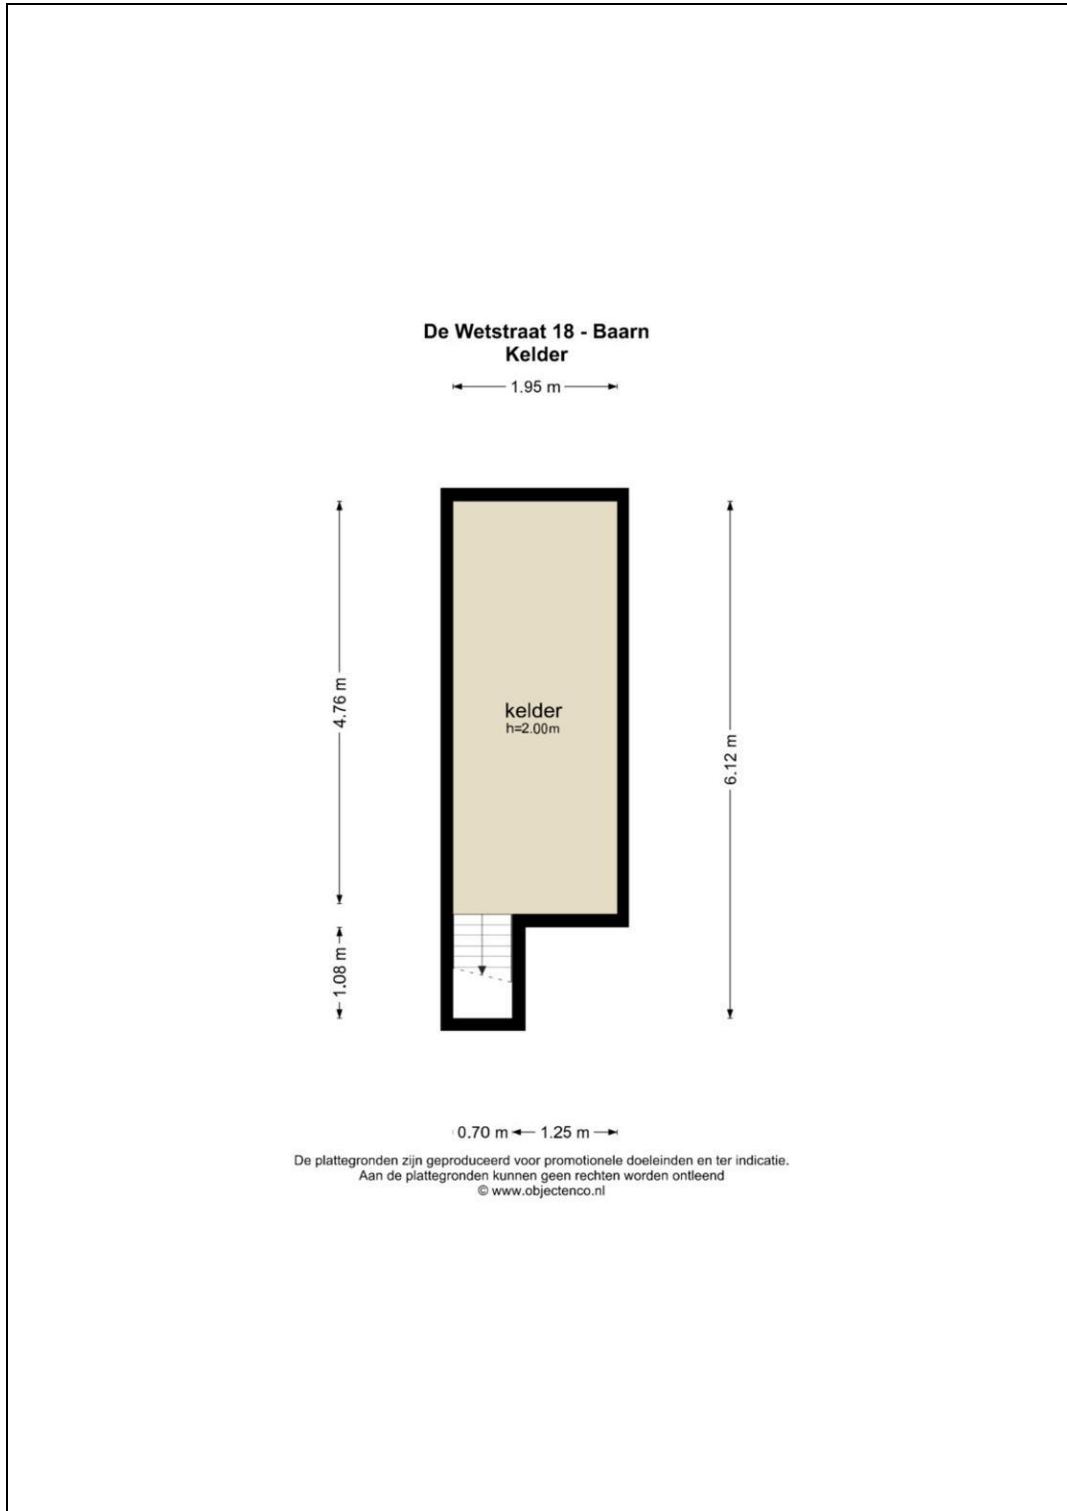 De Wetstraat 18 - Baarn
Kelder
1.95 m
4.76 m
kelder
h=2.00m
6.12 m
1.08 m
0.70 m
1.25 m
De plattegronden zijn geproduceerd voor promotionele doeleinden en ter indicatie.
Aan de plattegronden kunnen geen rechten worden ontleend
© www.objectenco.nl